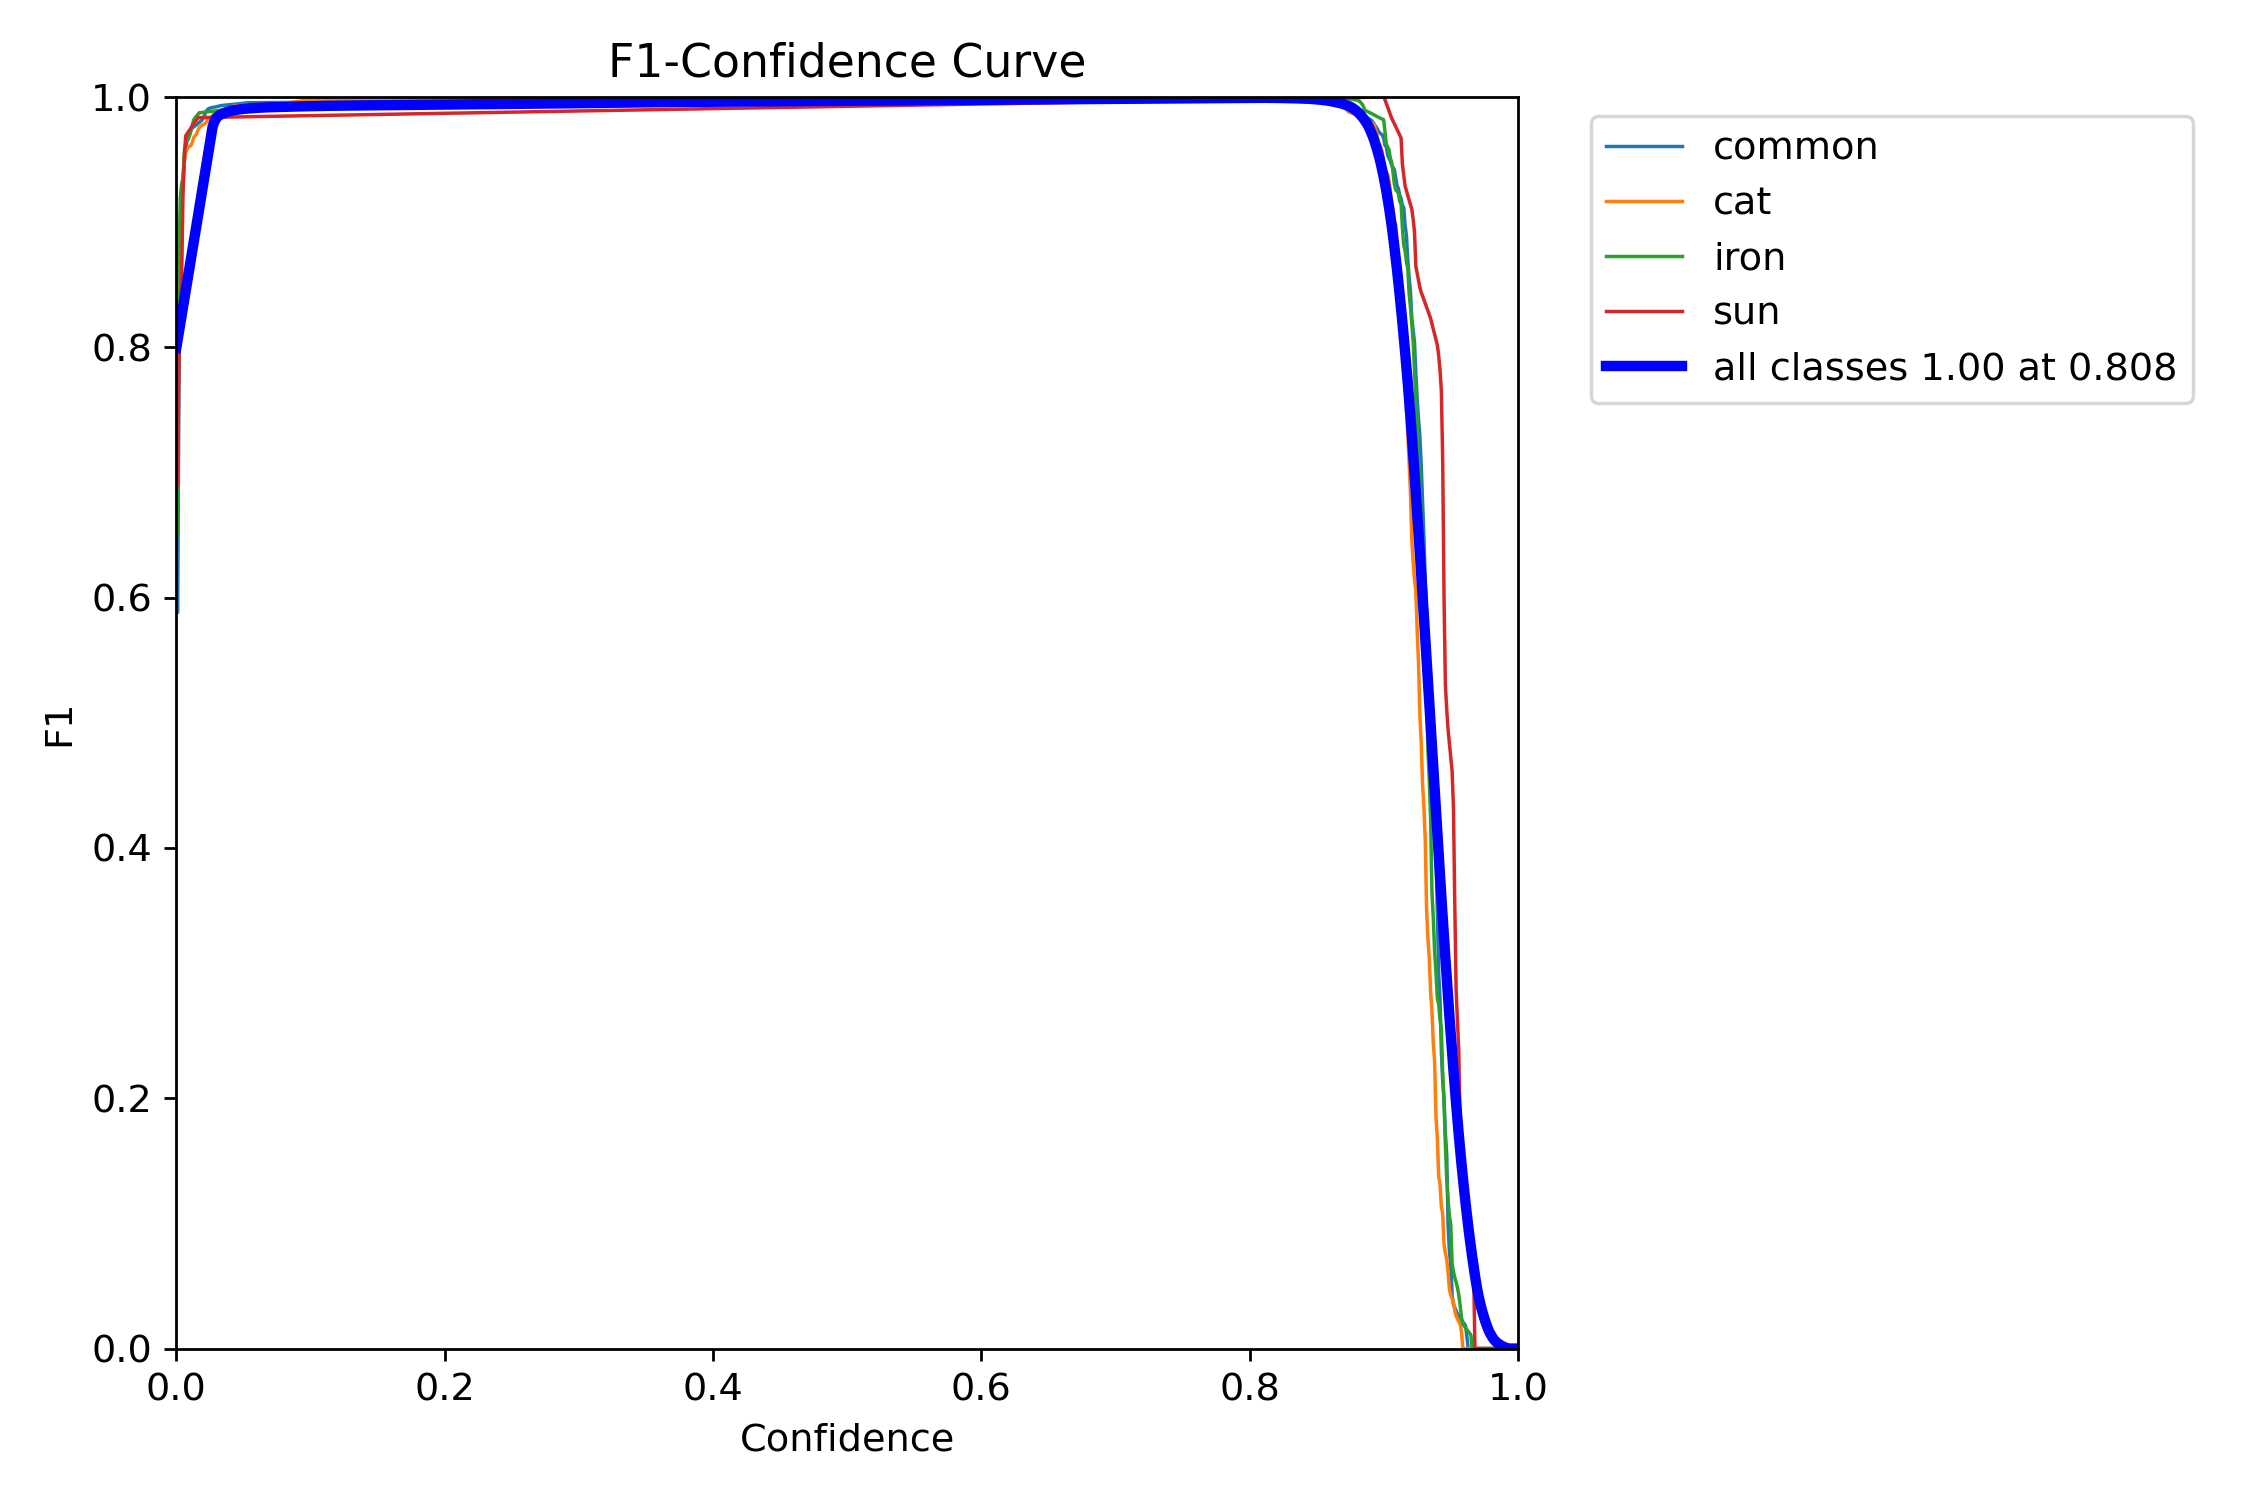 F1-Confidence Curve
1.0
0.8
0.6
0.4
0.2
0.0
F1
0.0 0.2 0.4 0.6 0.8 1.0
Confidence
common
cat
iron
sun
all classes 1.00 at 0.808